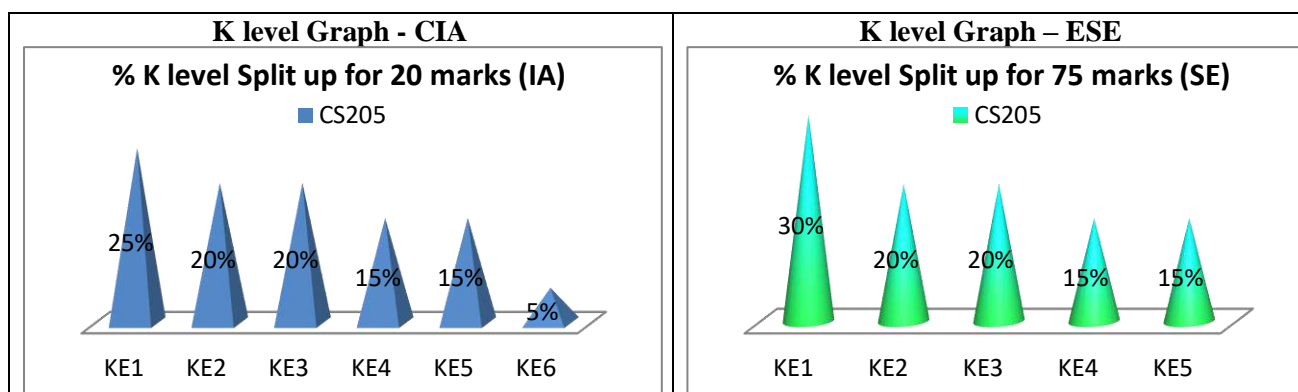 K level Graph - CIA
% K level Split up for 20 marks (IA)
CS205
25%
20%
20%
15%
15%
5%
KE1 KE2 KE3 KE4 KE5 KE6
K level Graph – ESE
% K level Split up for 75 marks (SE)
CS205
30%
20%
20%
15%
15%
KE1 KE2 KE3 KE4 KE5